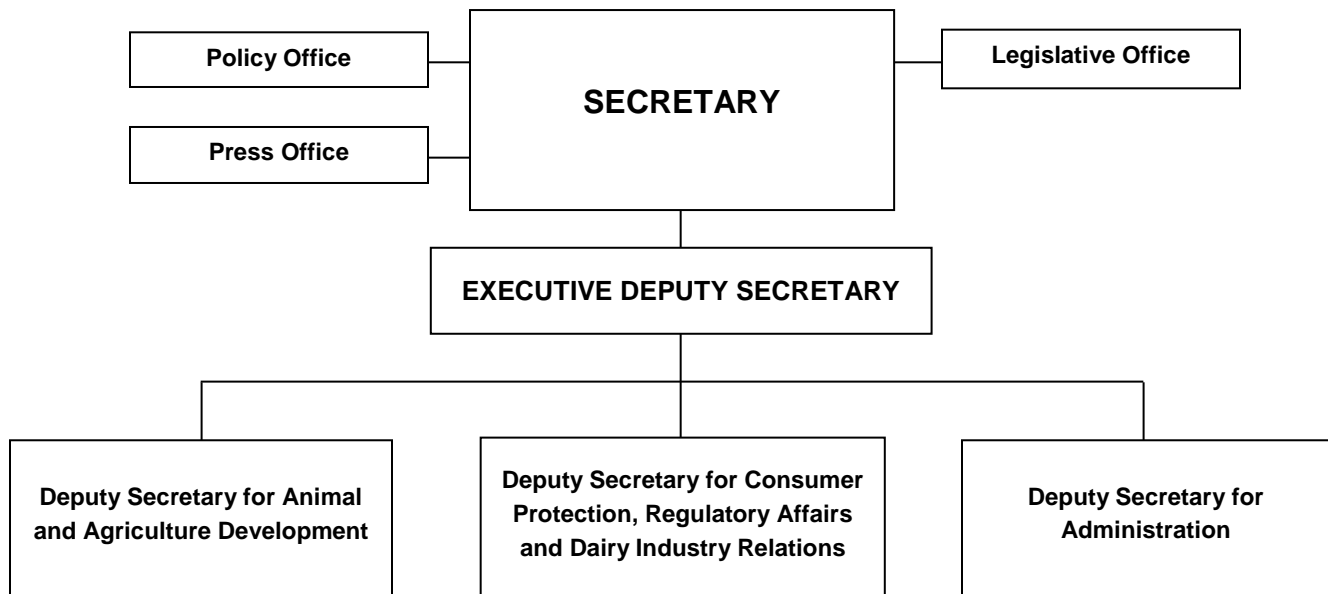 Policy Office
Legislative Office
SECRETARY
Press Office
EXECUTIVE DEPUTY SECRETARY
Deputy Secretary for Animal
and Agriculture Development
Deputy Secretary for Consumer
Protection, Regulatory Affairs
and Dairy Industry Relations
Deputy Secretary for
Administration